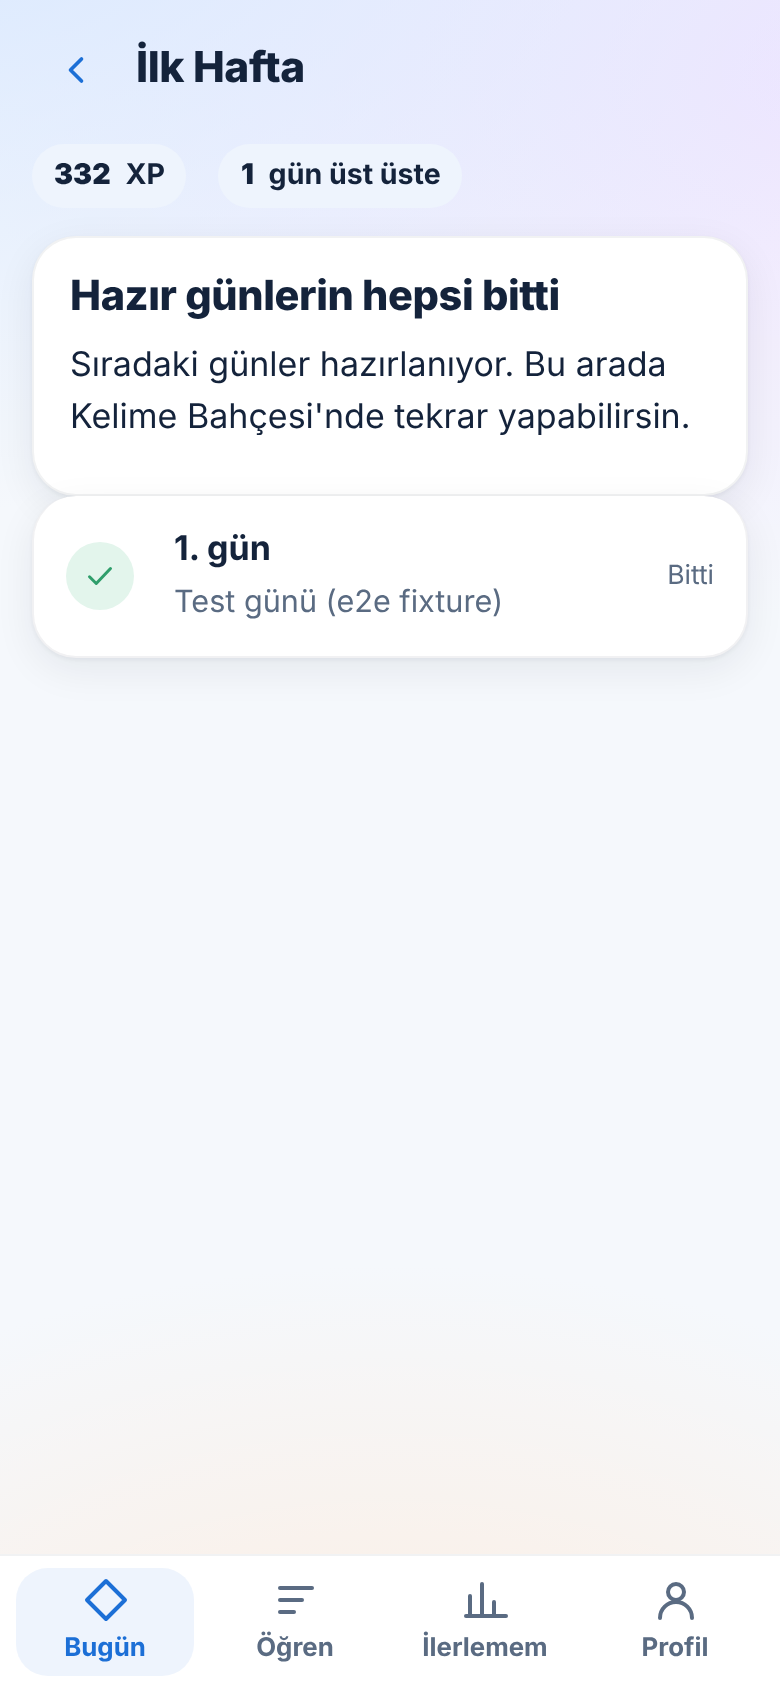 İlk Hafta
332 XP
1 gün üst üste
Hazır günlerin hepsi bitti
Sıradaki günler hazırlanıyor. Bu arada
Kelime Bahçesi'nde tekrar yapabilirsin.
1. gün
Test günü (e2e fixture)
Bitti
Bugün
Öğren
İlerlemem
Profil